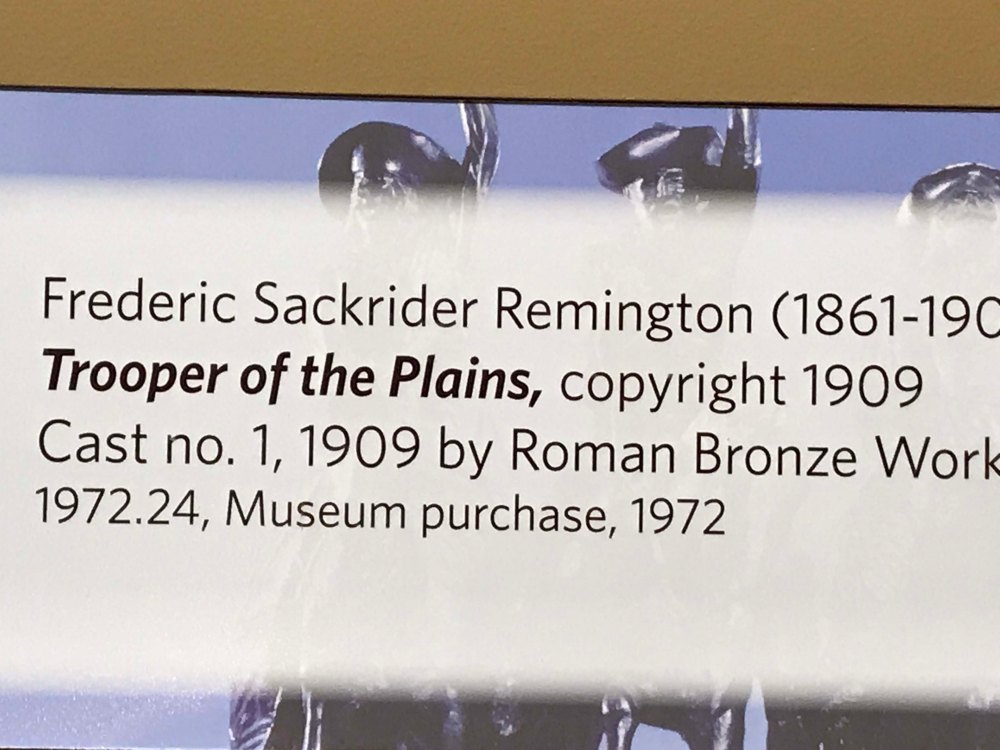 Frederic Sackrider Remington (1861-190
Trooper of the Plains, copyright 1909
Cast no. 1, 1909 by Roman Bronze Work
1972.24, Museum purchase, 1972